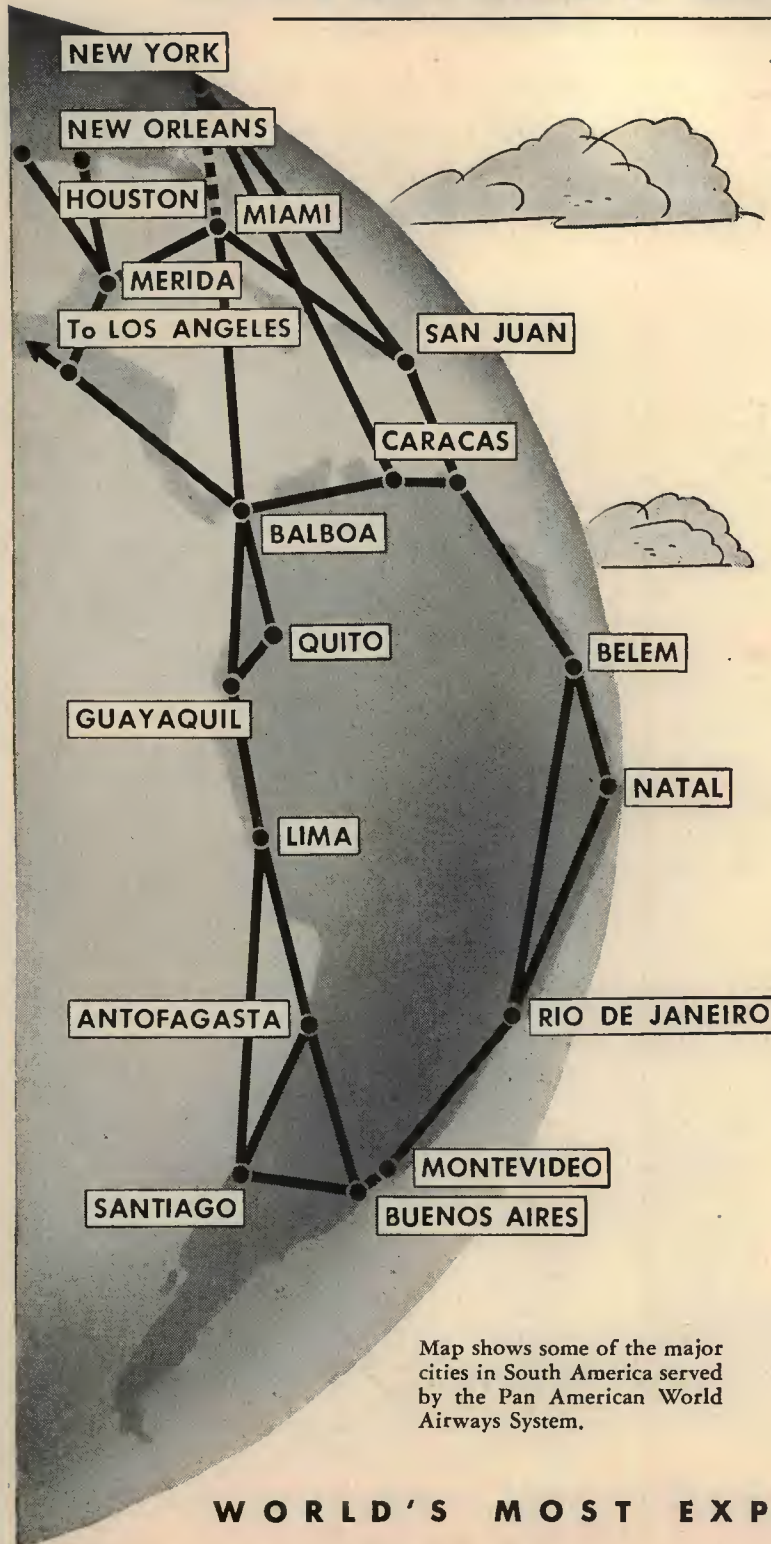 NEW YORK
NEW ORLEANS
HOUSTON
MIAMI
MERIDA
To LOS ANGELES
SAN JUAN
CARACAS
BALBOA
QUITO
BELEM
GUAYAQUIL
NATAL
LIMA
ANTOFAGASTA
RIO DE JANEIRO
MONTEVIDEO
SANTIAGO
BUENOS AIRES
Map shows some of the major
cities in South America served
by the Pan American World
Airways System.
WORLD'S MOST EXP